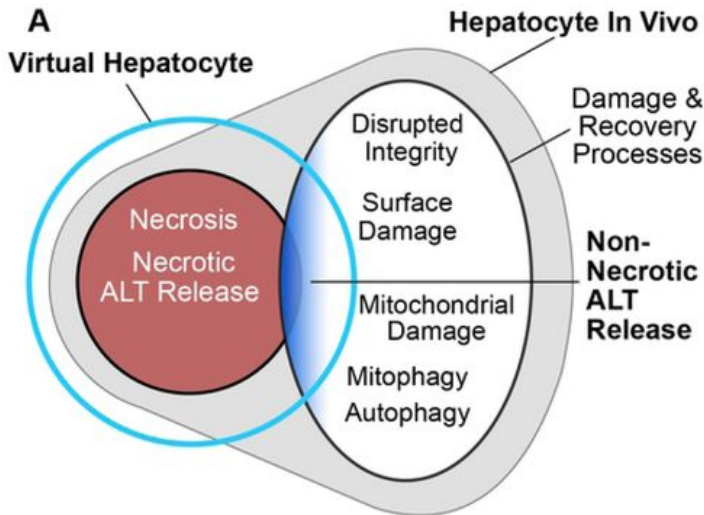 A
Hepatocyte In Vivo
Virtual Hepatocyte
Damage &
Recovery
Processes
Disrupted
Integrity
Surface
Damage
Necrosis
Necrotic
ALT Release
Non-
Necrotic
ALT
Release
Mitochondrial
Damage
Mitophagy
Autophagy